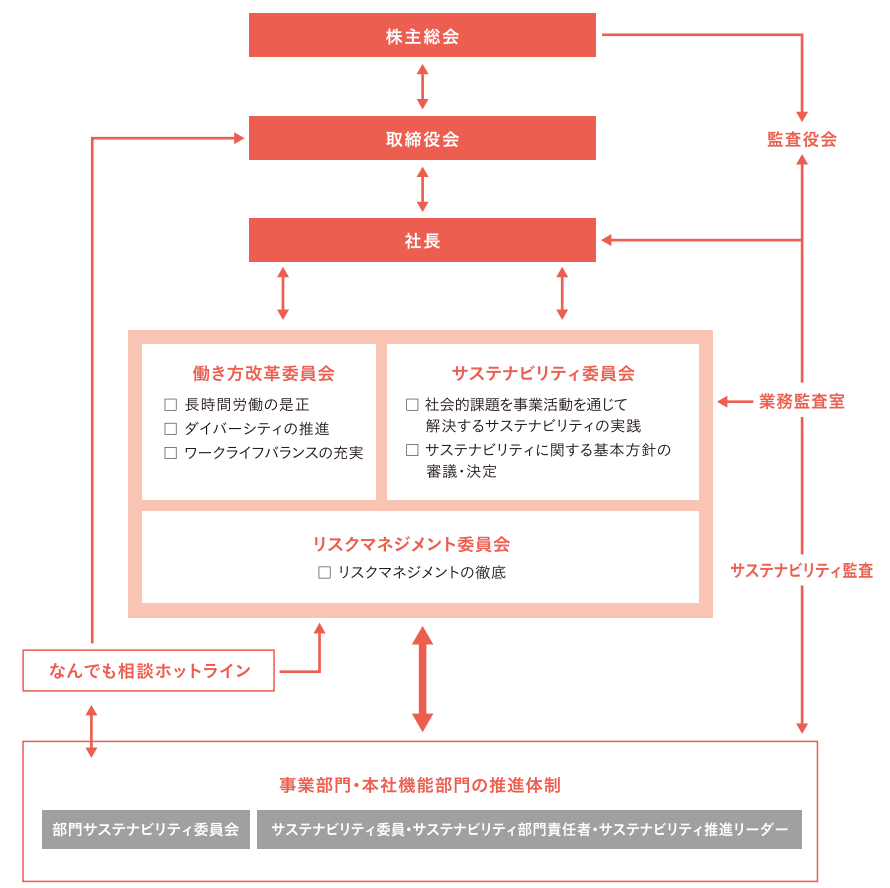 株主総会
取締役会
監査役会
社長
働き方改革委員会
□ 長時間労働の是正
□ ダイバーシティの推進
□ ワークライフバランスの充実
サステナビリティ委員会
□ 社会的課題を事業活動を通じて
解決するサステナビリティの実践
□ サステナビリティに関する基本方針の
審議・決定
業務監査室
リスクマネジメント委員会
□ リスクマネジメントの徹底
サステナビリティ監査
なんでも相談ホットライン
事業部門・本社機能部門の推進体制
部門サステナビリティ委員会
サステナビリティ委員・サステナビリティ部門責任者・サステナビリティ推進リーダー